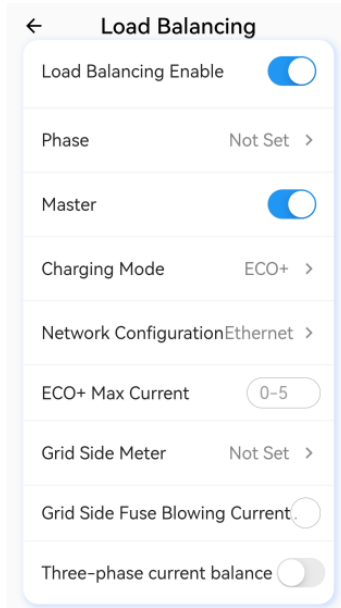 Load Balancing
Load Balancing Enable
Phase Not Set
Master
Charging Mode ECO+
Network Configuration Ethernet
ECO+ Max Current 0-5
Grid Side Meter Not Set
Grid Side Fuse Blowing Current
Three-phase current balance